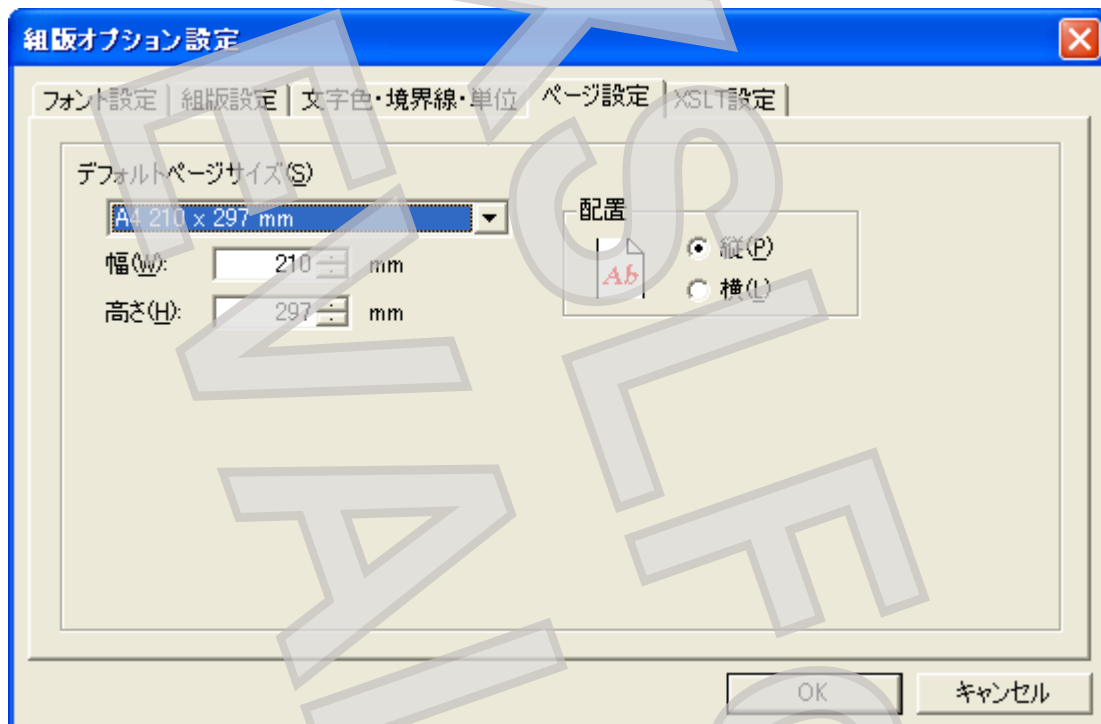 組版オプション設定
フォント設定 組版設定 文字色・境界線・単位 ページ設定 XSLT設定
デフォルトページサイズ(S)
A4 210 x 297 mm
幅(W): 210 mm
高さ(H): 297 mm
配置
Ab
縦(P)
横(L)
OK キャンセル